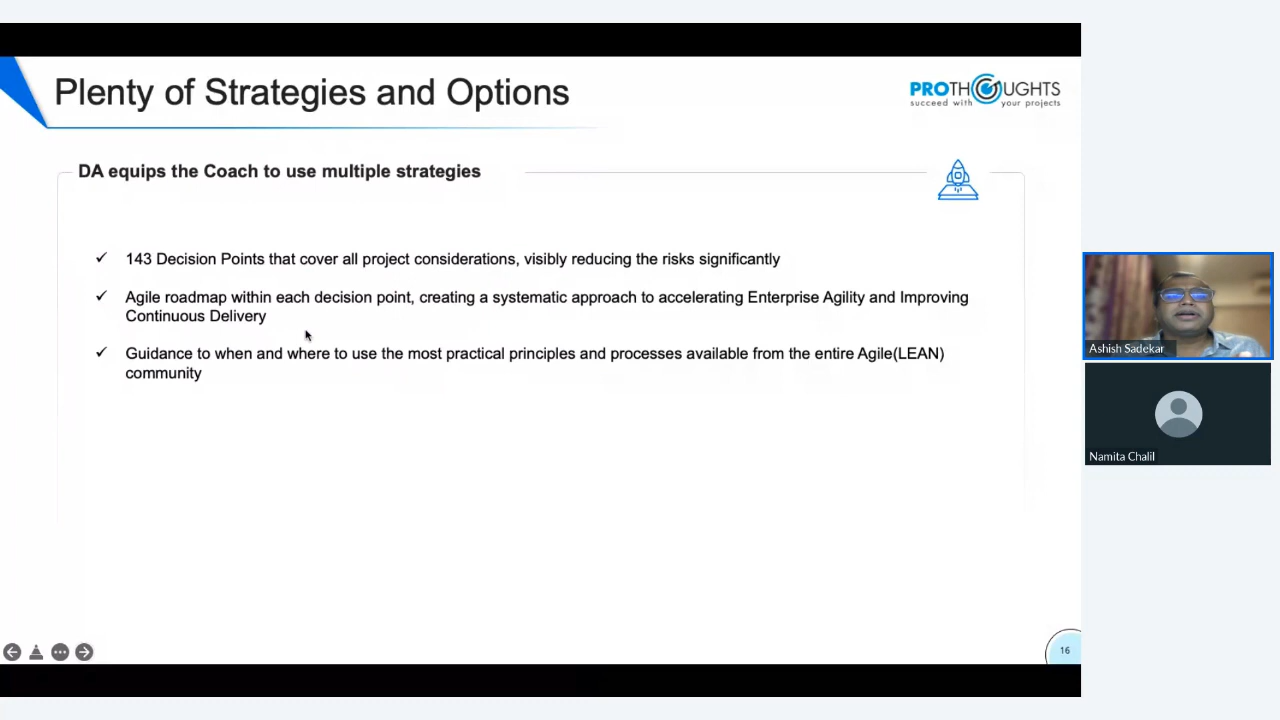 Plenty of Strategies and Options
PROTHOUGHTS
succeed with your projects
DA equips the Coach to use multiple strategies
143 Decision Points that cover all project considerations, visibly reducing the risks significantly
Agile roadmap within each decision point, creating a systematic approach to accelerating Enterprise Agility and Improving
Continuous Delivery
Guidance to when and where to use the most practical principles and processes available from the entire Agile(LEAN)
community
Ashish Sadekar
Namita Chalil
16